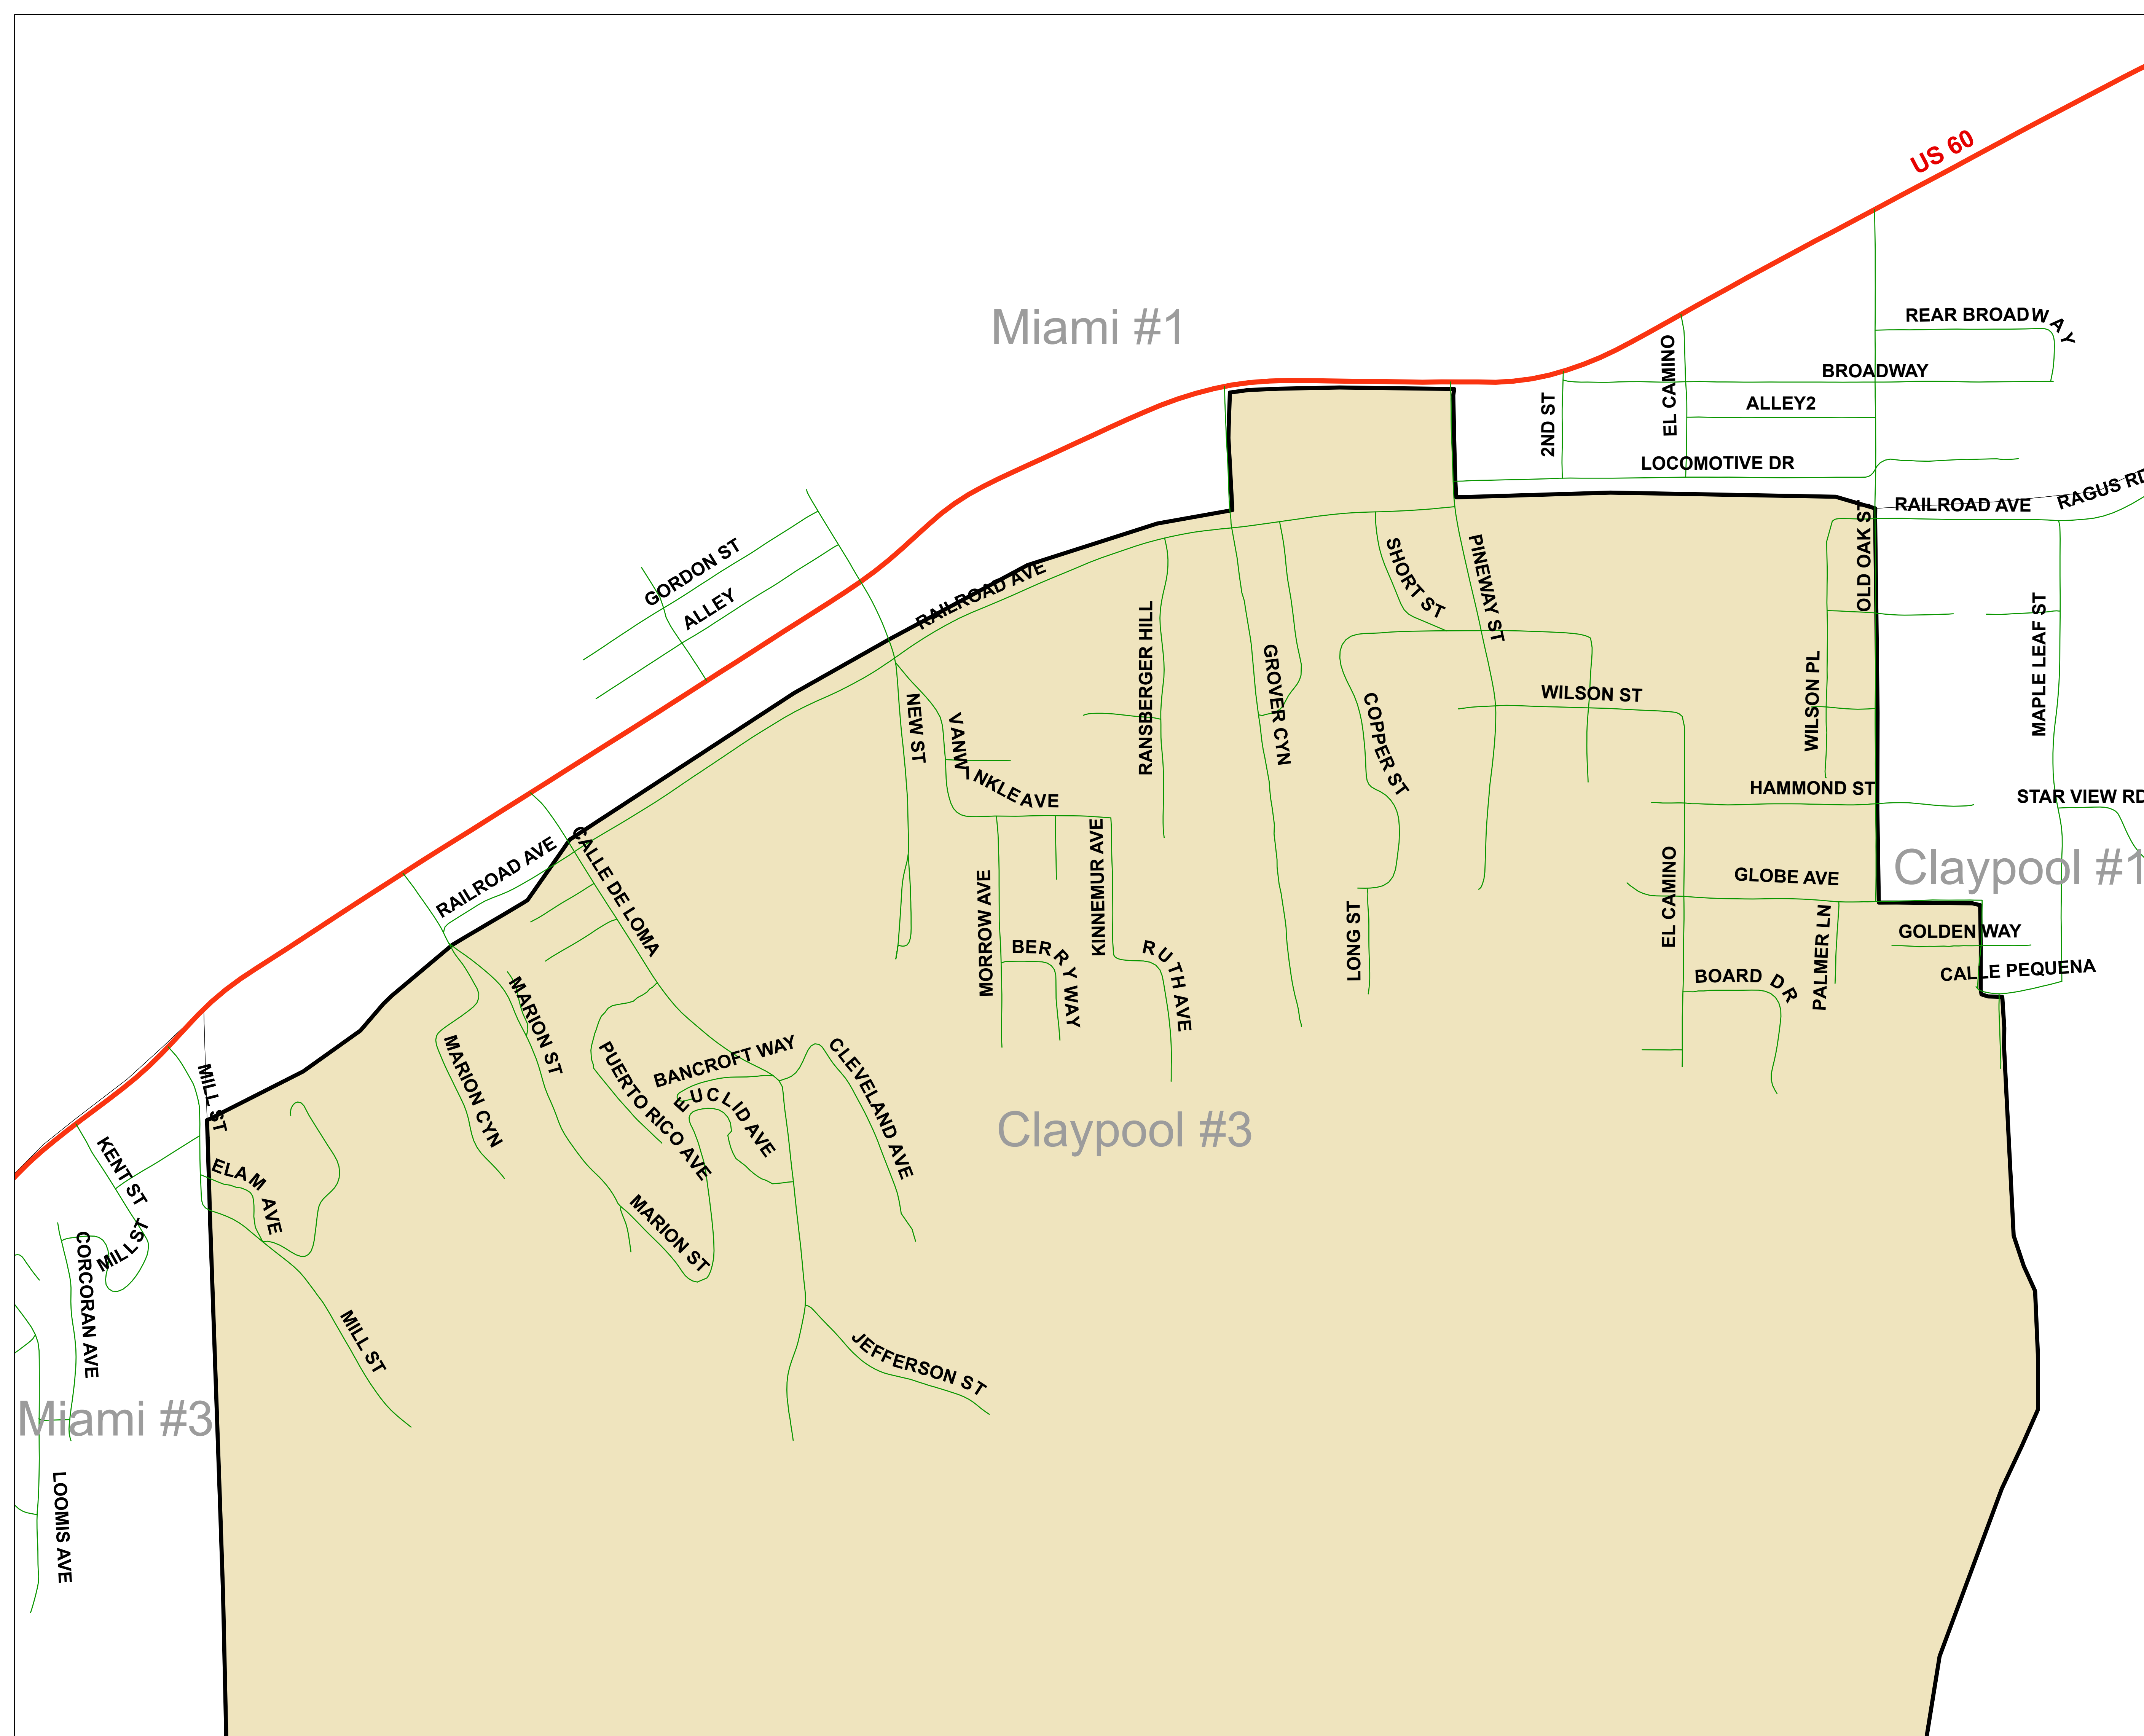 US 60
Miami #1
REAR BROADWAY
BROADWAY
EL CAMINO
ALLEY2
2ND ST
LOCOMOTIVE DR
RAILROAD AVE
RAGUS RD
OLD OAK ST
GORDON ST
ALLEY
RAILROAD AVE
SHORT ST
PINEWAY ST
RANSBERGER HILL
GROVER CYN
MAPLE LEAF ST
WILSON PL
WILSON ST
NEW ST
VANWINKLE AVE
COPPER ST
HAMMOND ST
STAR VIEW RD
CALLE DE LOMA
RAILROAD AVE
KINNEMUR AVE
MORROW AVE
EL CAMINO
GLOBE AVE
Claypool #1
LONG ST
PALMER LN
GOLDEN WAY
BERRY WAY
RUTH AVE
BOARD DR
CALLE PEQUENA
MARION ST
MARION CYN
PUERTO RICO AVE
BANCROFT WAY
EUCLID AVE
CLEVELAND AVE
Claypool #3
MILL ST
KENT ST
ELAM AVE
MILL ST
CORCORAN AVE
MARION ST
MILL ST
JEFFERSON ST
Miami #3
LOOMIS AVE